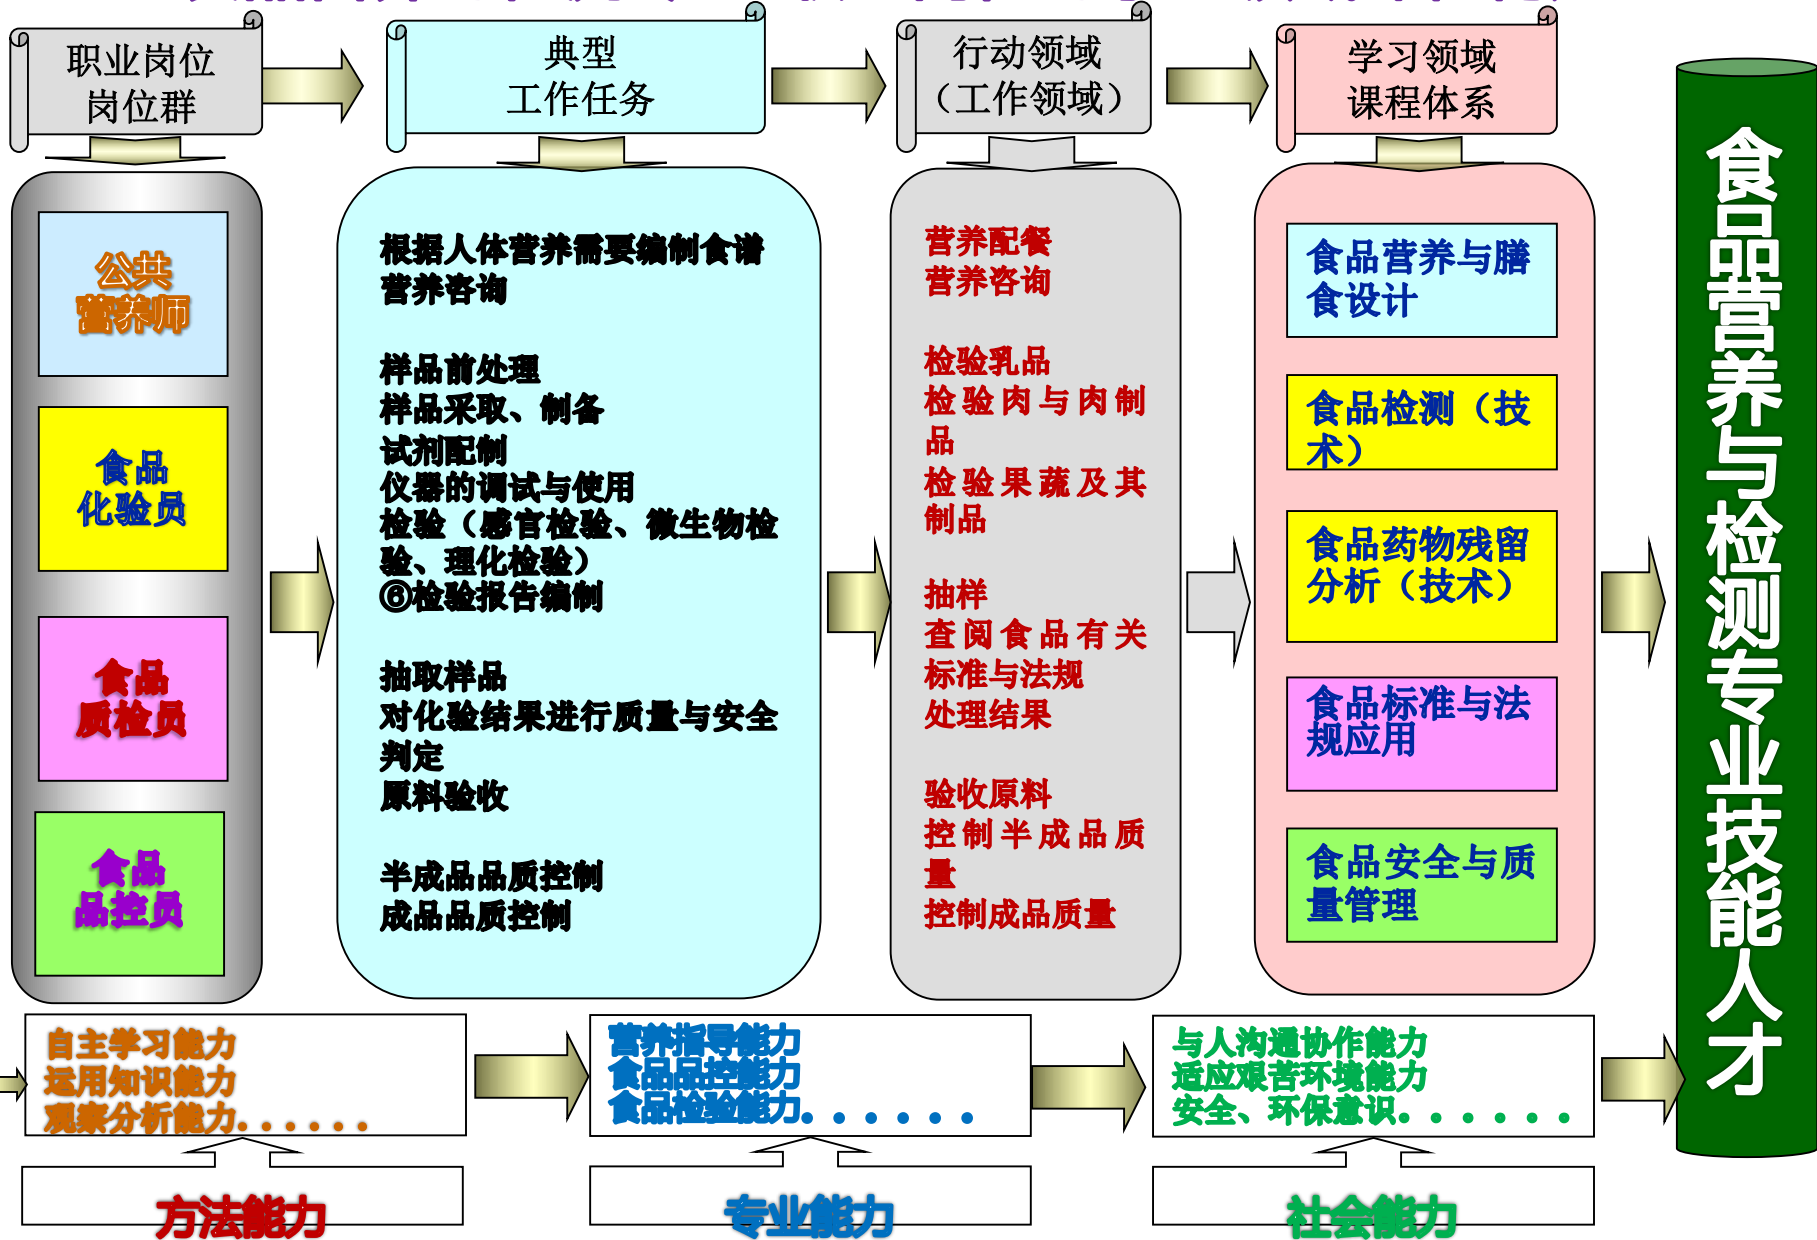 职业岗位
岗位群
典型
工作任务
行动领域
（工作领域）
学习领域
课程体系
公共
营养师
食品
化验员
食品
质检员
食品
品控员
根据人体营养需要编制食谱
营养咨询
样品前处理
样品采取、制备
试剂配制
仪器的调试与使用
检验（感官检验、微生物检
验、理化检验）
⑥检验报告编制
抽取样品
对化验结果进行质量与安全
判定
原料验收
半成品品质控制
成品品质控制
营养配餐
营养咨询
检验乳品
检验肉与肉制
品
检验果蔬及其
制品
抽样
查阅食品有关
标准与法规
处理结果
验收原料
控制半成品质
量
控制成品质量
食品营养与膳
食设计
食品检测（技
术）
食品药物残留
分析（技术）
食品标准与法
规应用
食品安全与质
量管理
食品营养与检测专业技能人才
自主学习能力
运用知识能力
观察分析能力......
营养指导能力
食品品控能力
食品检验能力......
与人沟通协作能力
适应艰苦环境能力
安全、环保意识......
方法能力
专业能力
社会能力